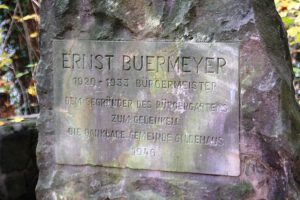 ERNST BUERMEYER
1920-1933 BÜRGERMEISTER
DEM BEGRÜNDER DES BÜRGERGARTENS
ZUM GEDENKEN
DIE DANKBARE GEMEINDE